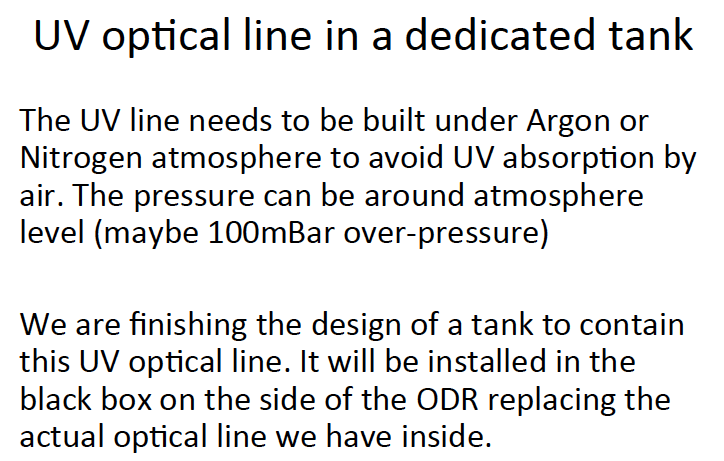 UV optical line in a dedicated tank
The UV line needs to be built under Argon or
Nitrogen atmosphere to avoid UV absorption by
air. The pressure can be around atmosphere
level (maybe 100mBar over-pressure)
We are finishing the design of a tank to contain
this UV optical line. It will be installed in the
black box on the side of the ODR replacing the
actual optical line we have inside.